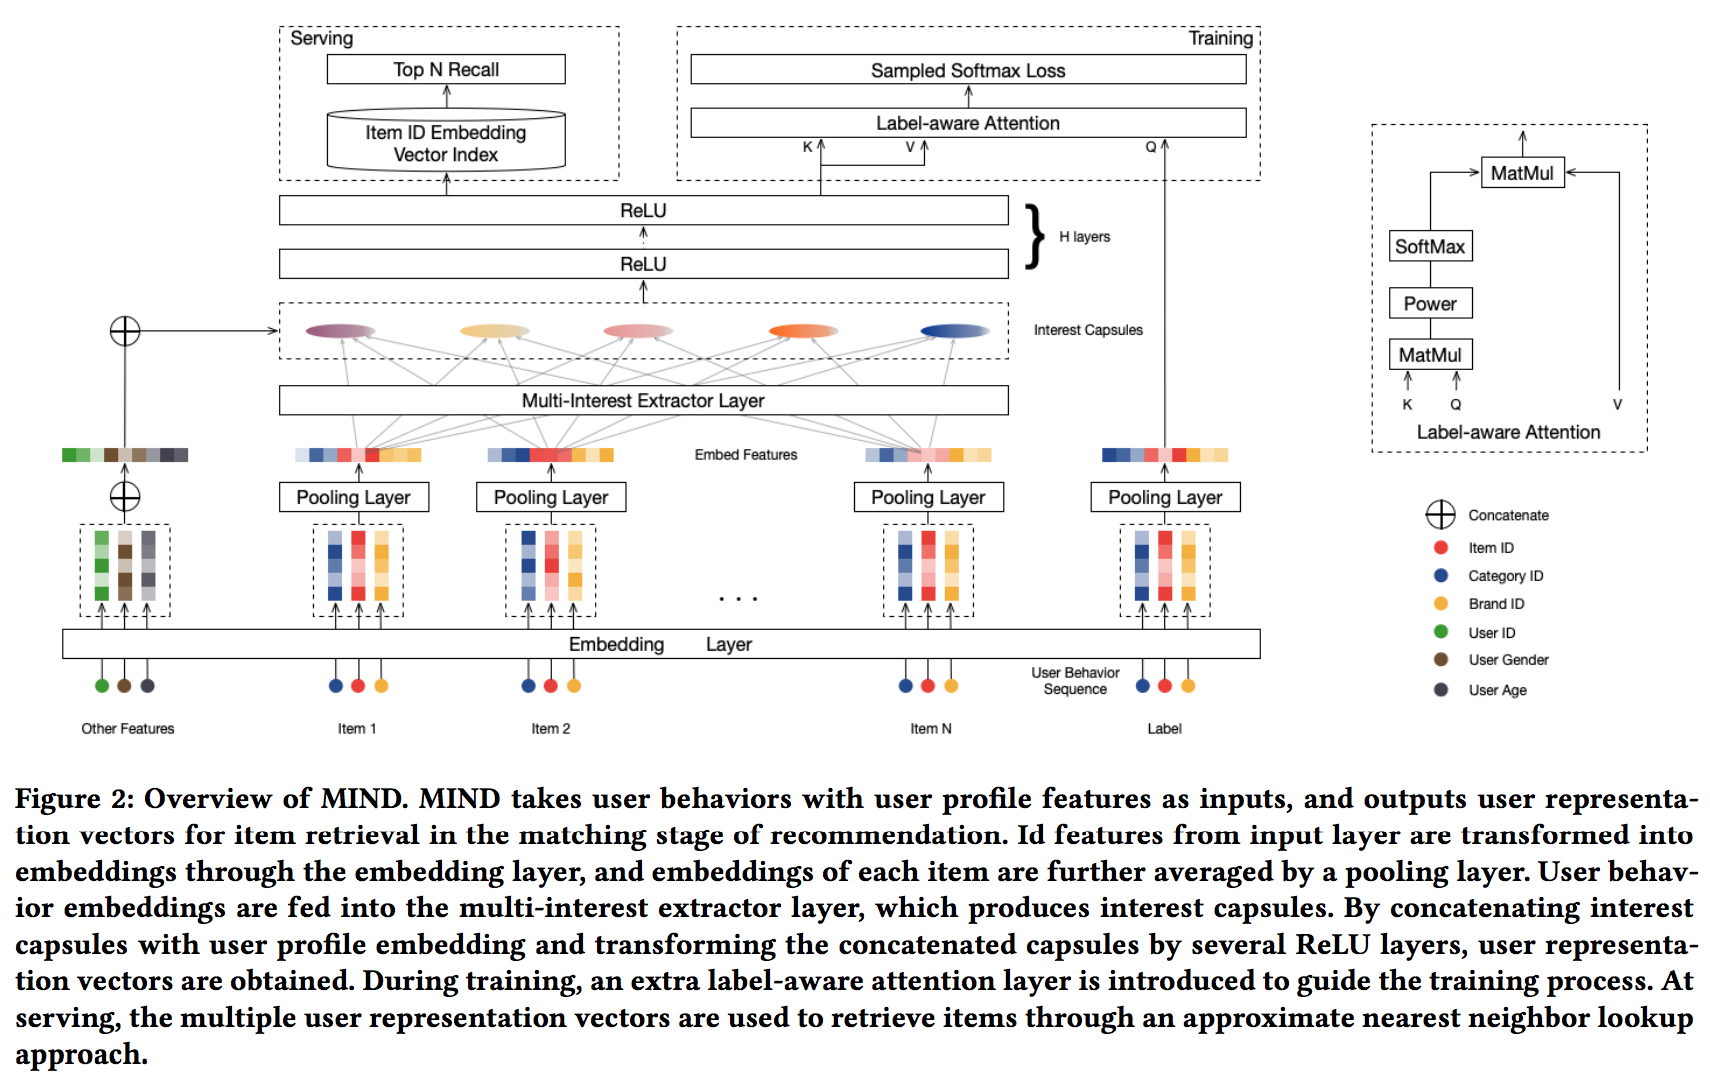 Serving
Top N Recall
Item ID Embedding
Vector Index
Training
Sampled Softmax Loss
Label-aware Attention
K
V
Q
ReLU
ReLU
H layers
Interest Capsules
Multi-Interest Extractor Layer
Embed Features
Pooling Layer
Pooling Layer
Pooling Layer
Pooling Layer
. . .
Embedding Layer
User Behavior
Sequence
Other Features
Item 1
Item 2
Item N
Label
MatMul
SoftMax
Power
MatMul
K
Q
V
Label-aware Attention
Concatenate
Item ID
Category ID
Brand ID
User ID
User Gender
User Age
Figure 2: Overview of MIND. MIND takes user behaviors with user profile features as inputs, and outputs user representa-
tion vectors for item retrieval in the matching stage of recommendation. Id features from input layer are transformed into
embeddings through the embedding layer, and embeddings of each item are further averaged by a pooling layer. User behav-
ior embeddings are fed into the multi-interest extractor layer, which produces interest capsules. By concatenating interest
capsules with user profile embedding and transforming the concatenated capsules by several ReLU layers, user representa-
tion vectors are obtained. During training, an extra label-aware attention layer is introduced to guide the training process. At
serving, the multiple user representation vectors are used to retrieve items through an approximate nearest neighbor lookup
approach.